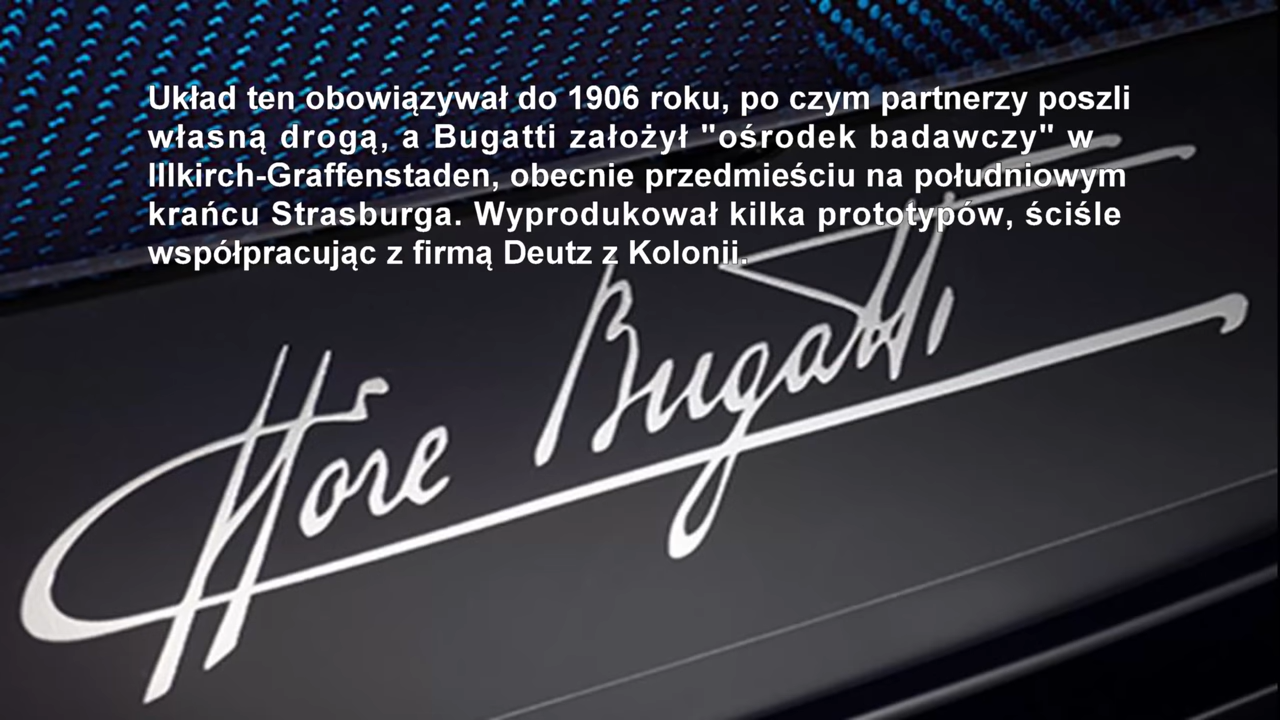 Układ ten obowiązywał do 1906 roku, po czym partnerzy poszli
własną drogą, a Bugatti założył "ośrodek badawczy" w
Illkirch-Graffenstaden, obecnie przedmieściu na południowym
krańcu Strasburga. Wyprodukował kilka prototypów, ściśle
współpracując z firmą Deutz z Kolonii.
Ettore Bugatti